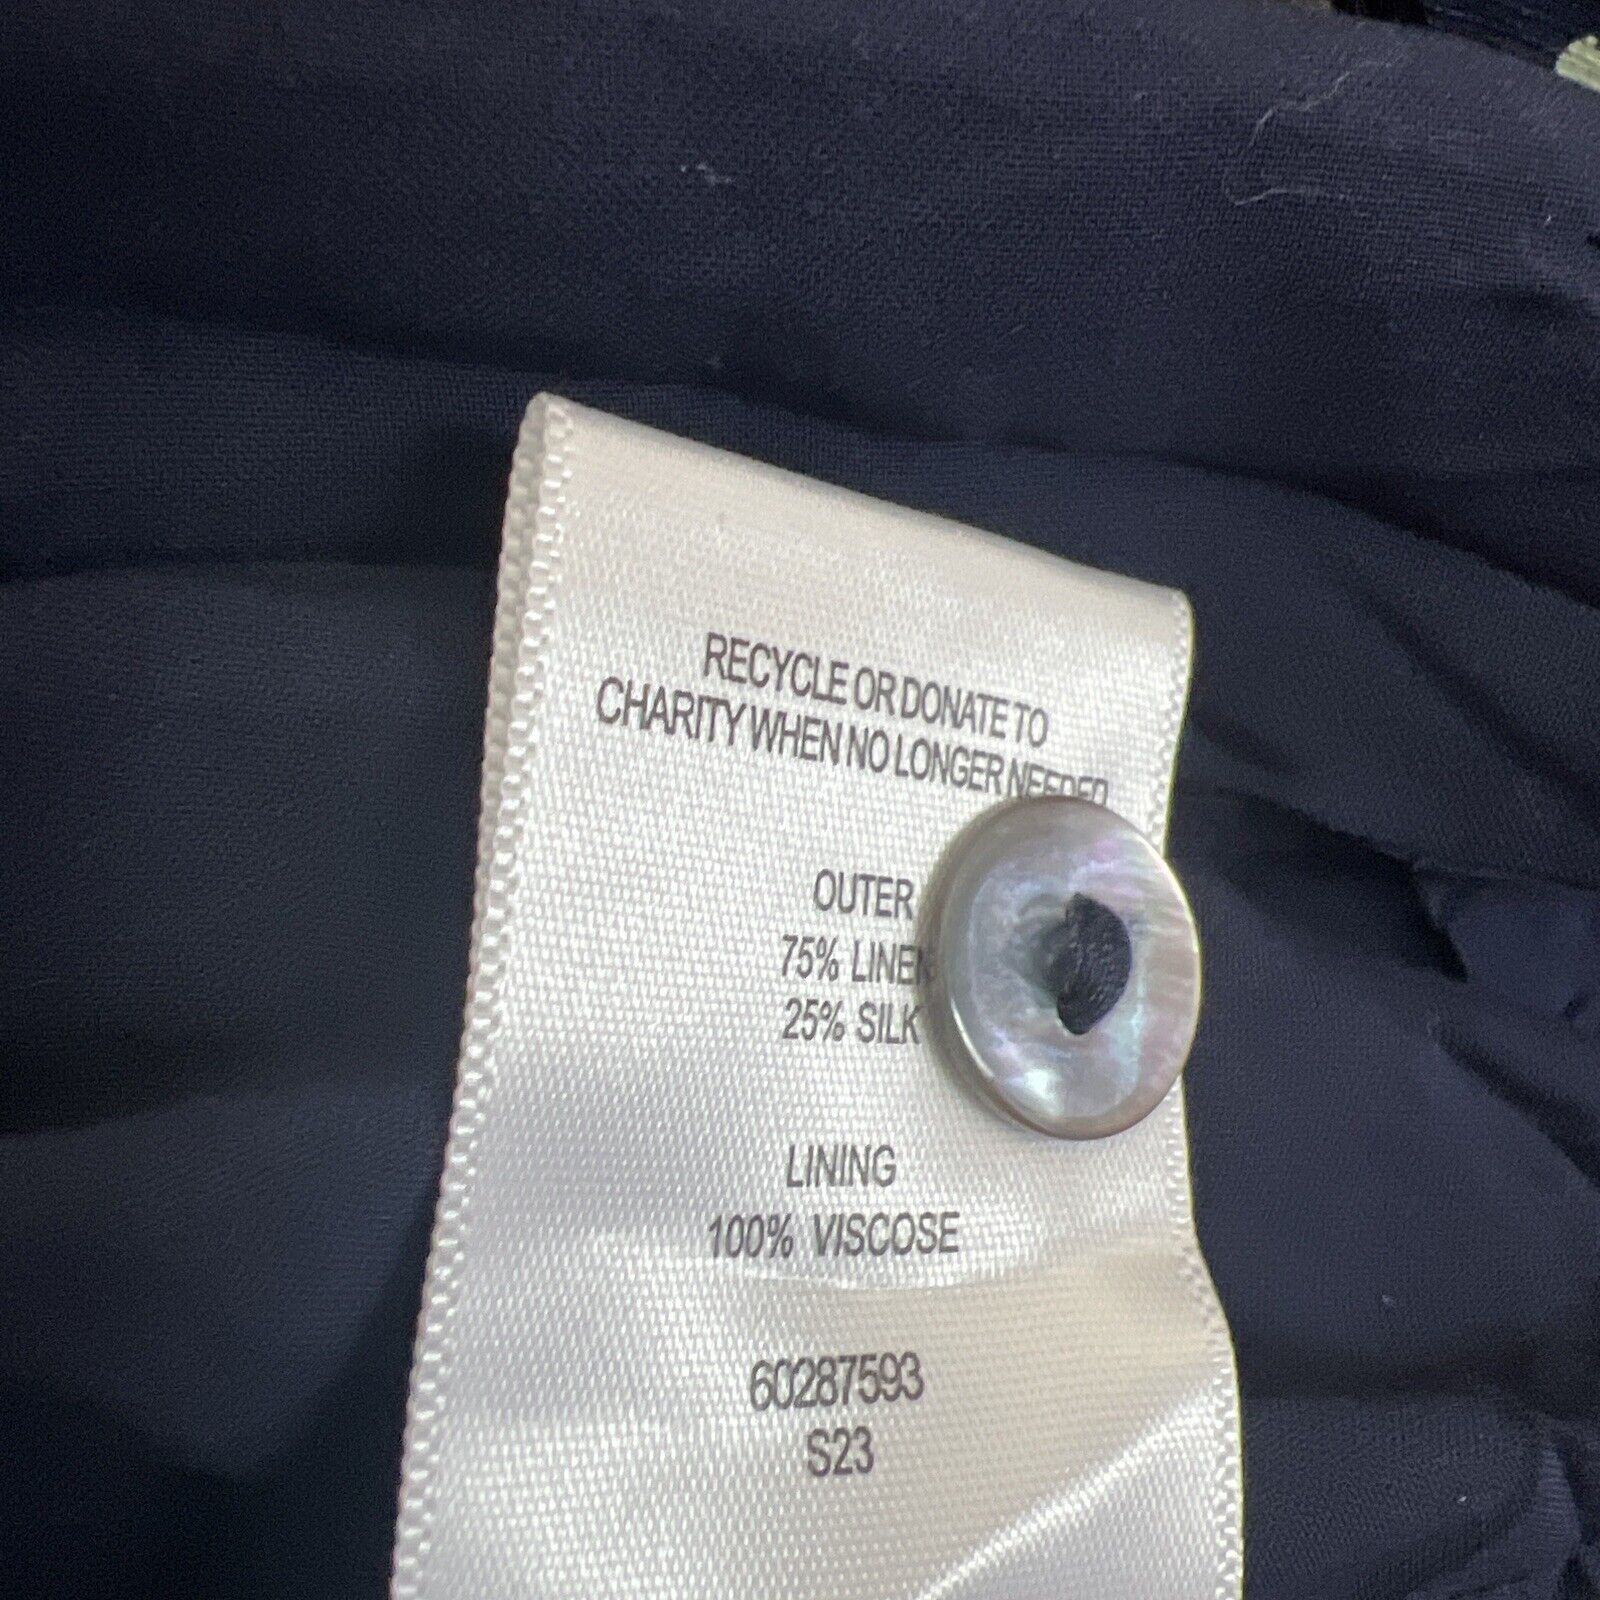 RECYCLE OR DONATE TO
CHARITY WHEN NO LONGER NEEDED
OUTER
75% LINEN
25% SILK
LINING
100% VISCOSE
60287593
S23